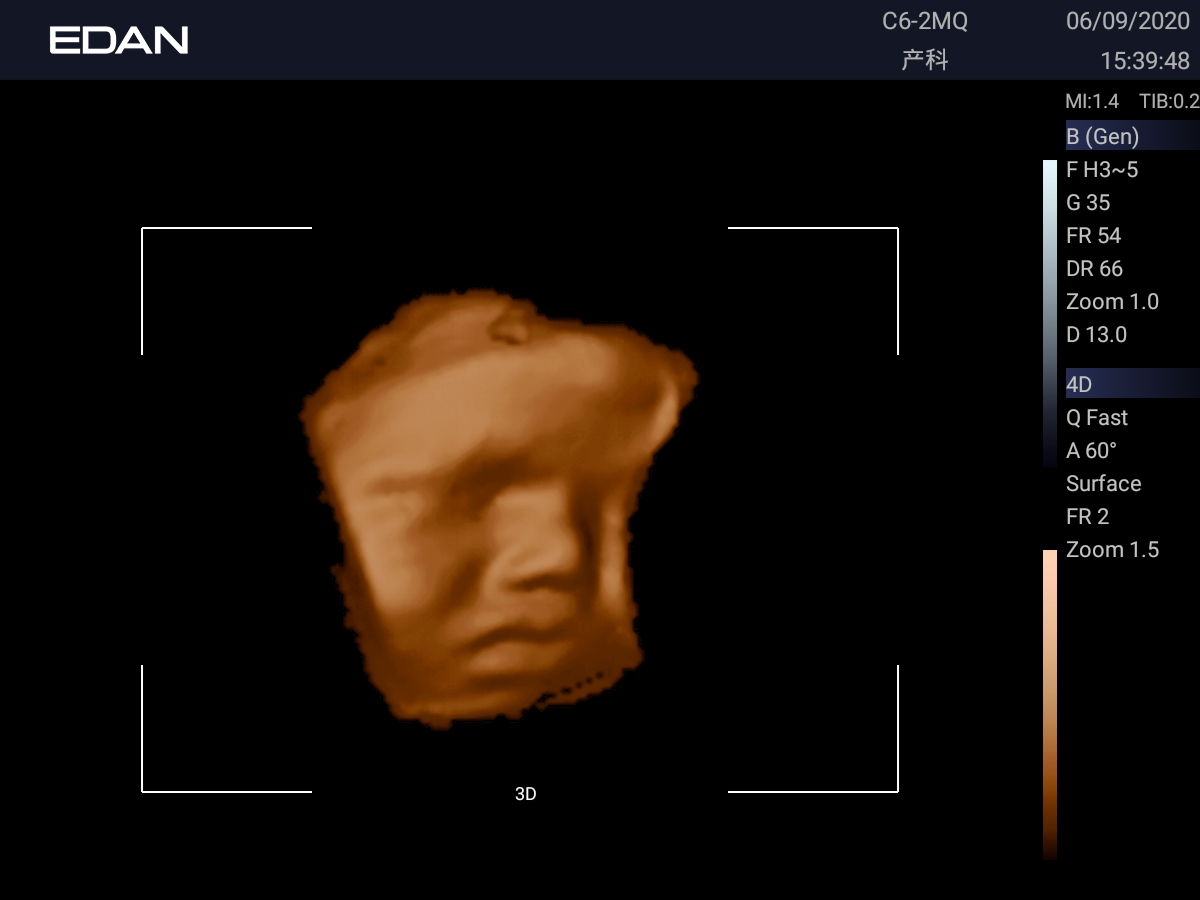 EDAN
C6-2MQ 06/09/2020
产科 15:39:48
MI:1.4 TIB:0.2
B (Gen)
F H3~5
G 35
FR 54
DR 66
Zoom 1.0
D 13.0
4D
Q Fast
A 60°
Surface
FR 2
Zoom 1.5
3D